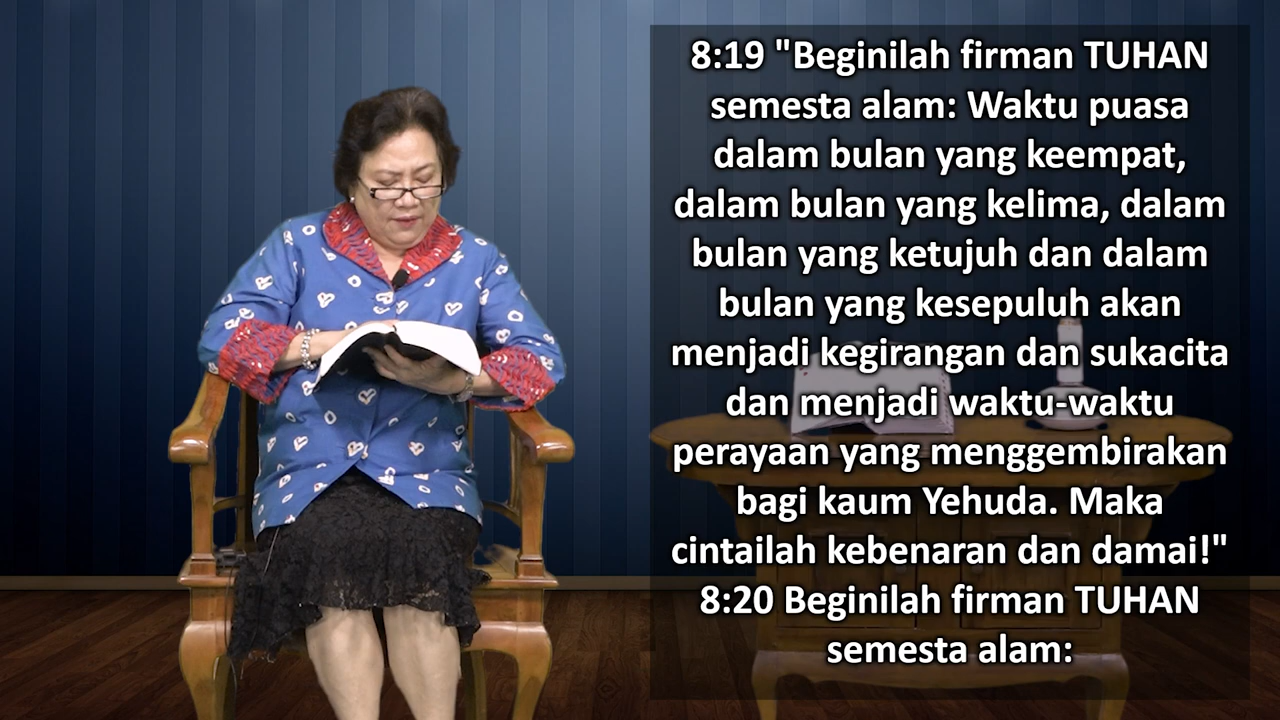 8:19 "Beginilah firman TUHAN
semesta alam: Waktu puasa
dalam bulan yang keempat,
dalam bulan yang kelima, dalam
bulan yang ketujuh dan dalam
bulan yang kesepuluh akan
menjadi kegirangan dan sukacita
dan menjadi waktu-waktu
perayaan yang menggembirakan
bagi kaum Yehuda. Maka
cintailah kebenaran dan damai!"
8:20 Beginilah firman TUHAN
semesta alam: